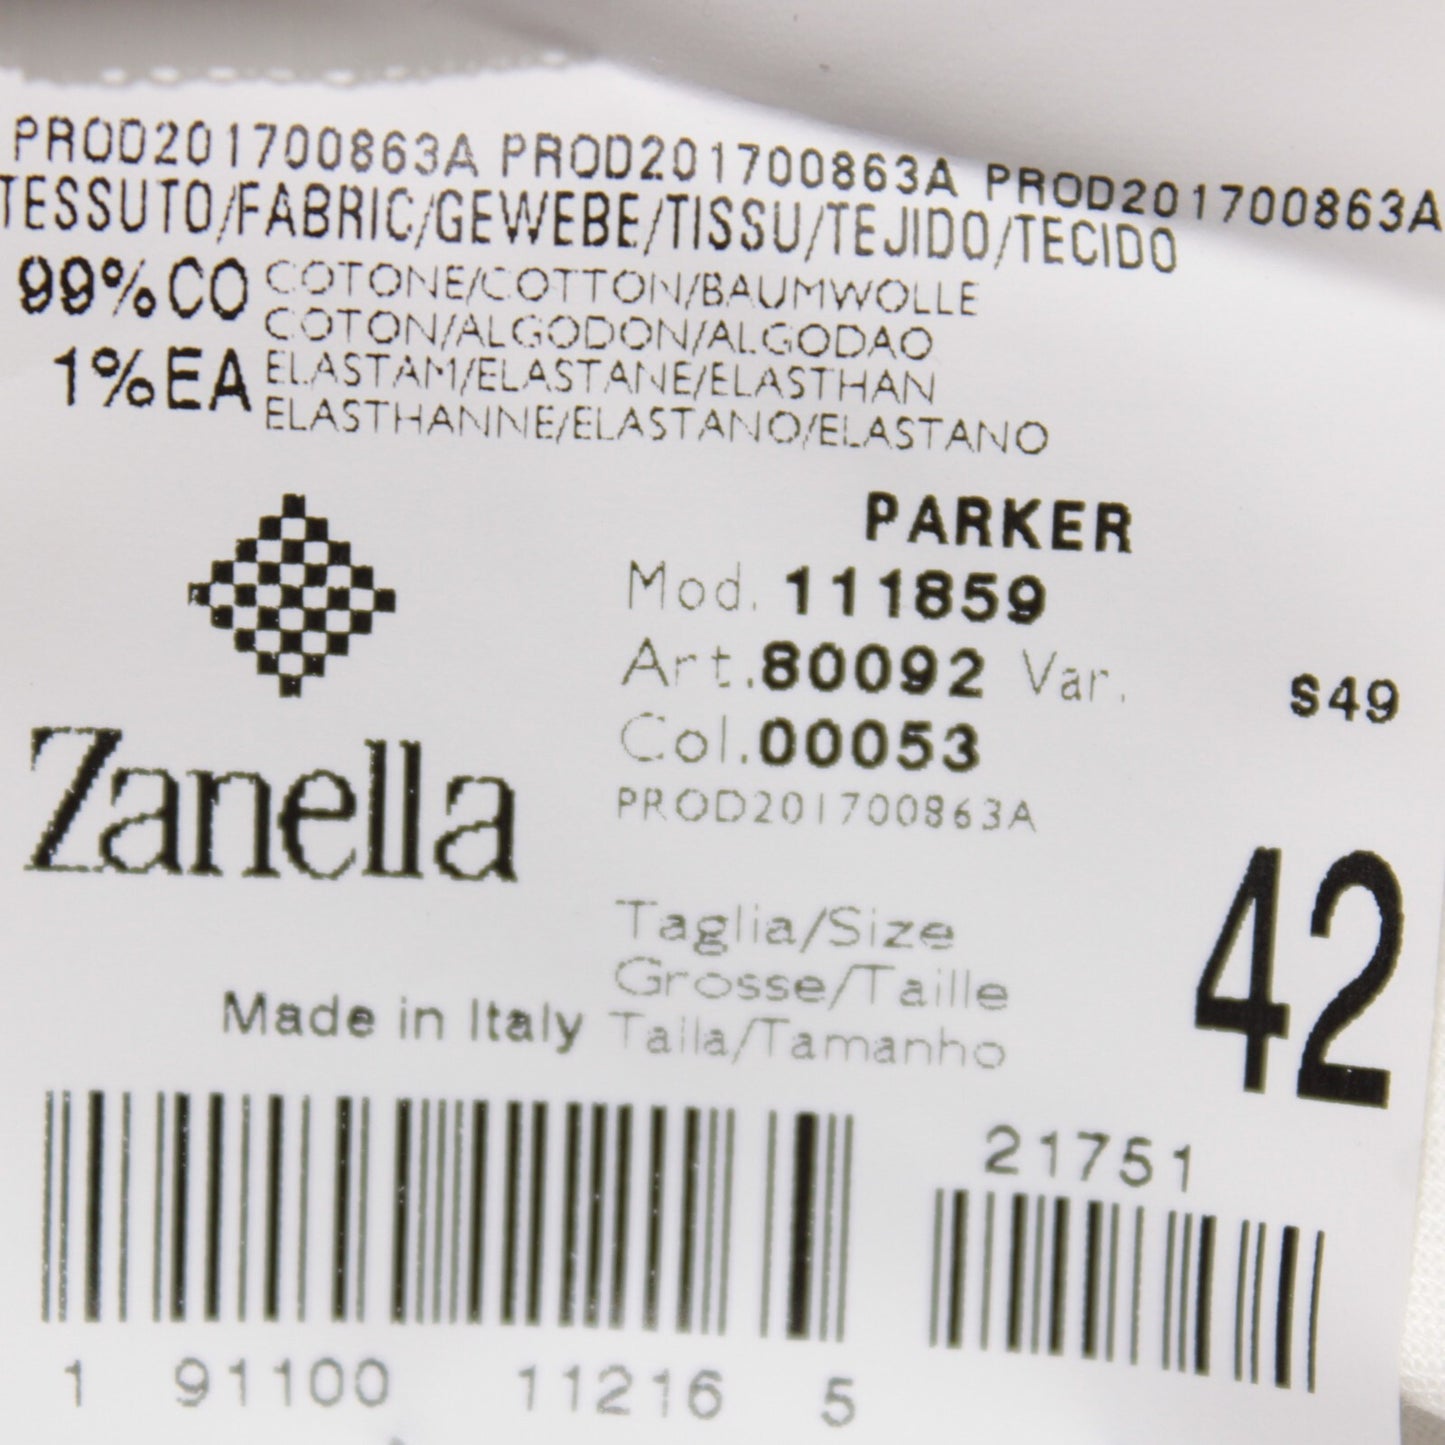 PROD201700863A PROD201700863A PROD201700863A
TESSUTO/FABRIC/GEWEBE/TISSU/TEJIDO/TECIDO
99%CO COTONE/COTTON/BAUMWOLLE
COTON/ALGODON/ALGODAO
1%EA ELASTAM/ELASTANE/ELASTHAN
ELASTHANNE/ELASTANO/ELASTANO
PARKER
Mod. 111859
Art.80092 Var. S49
Col.00053
PROD201700863A
Zanella
Taglia/Size
Grosse/Taille
Talla/Tamanho
42
Made in Italy
21751
1 91100 11216 5